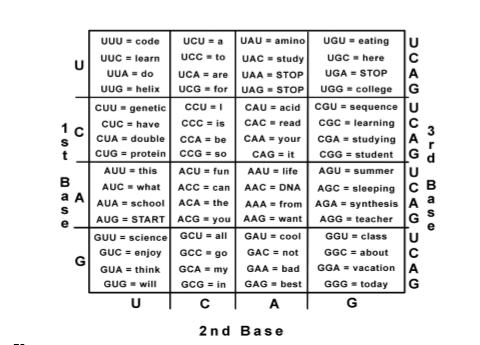 UUU = code UCU = a UAU = amino UGU = eating U
UUC = learn UCC = to UAC = study UGC = here C
U UUA = do UCA = are UAA = STOP UGA = STOP A
UUG = helix UCG = for UAG = STOP UGG = college G
CUU = genetic CCU = I CAU = acid CGU = sequence U
CUC = have CCC = is CAC = read CGC = learning C
C CUA = double CCA = be CAA = your CGA = studying A
CUG = protein CCG = so CAG = it CGG = student G
AUU = this ACU = fun AAU = life AGU = summer U
AUC = what ACC = can AAC = DNA AGC = sleeping C
A AUA = school ACA = the AAA = from AGA = synthesis A
AUG = START ACG = you AAG = want AGG = teacher G
GUU = science GCU = all GAU = cool GGU = class U
GUC = enjoy GCC = go GAC = not GGC = about C
G GUA = think GCA = my GAA = bad GGA = vacation A
GUG = will GCG = in GAG = best GGG = today G
U C A G
1st Base
3rd Base
2nd Base